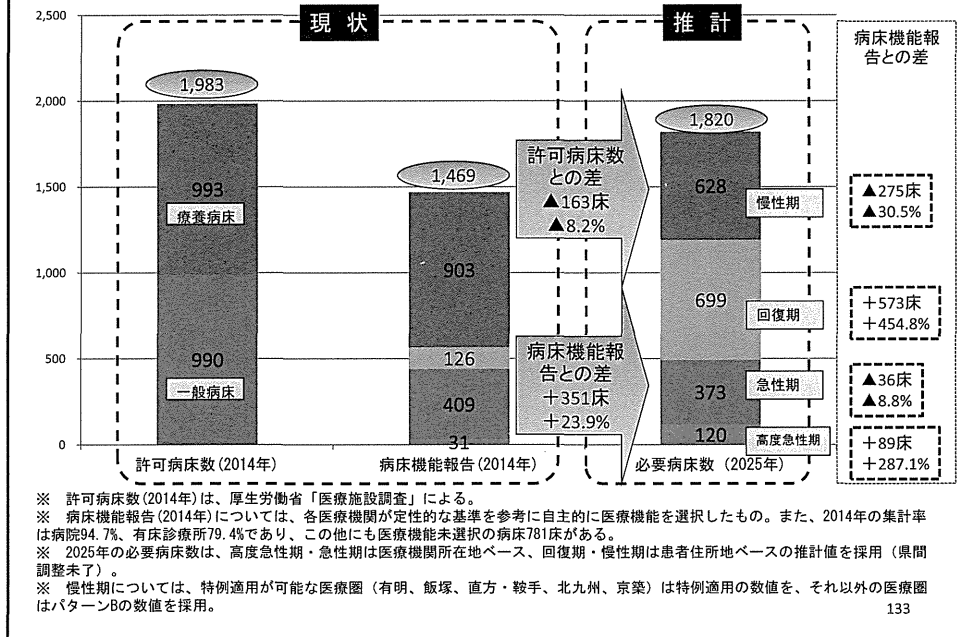 現 状
推 計
病床機能報
告との差
2,500
2,000
1,500
1,000
500
0
1,983
993
療養病床
990
一般病床
許可病床数(2014年)
1,469
903
126
409
31
病床機能報告(2014年)
許可病床数
との差
▲163床
▲8.2%
病床機能報
告との差
＋351床
＋23.9%
1,820
628
慢性期
699
回復期
373
急性期
120
高度急性期
必要病床数（2025年）
▲275床
▲30.5%
＋573床
＋454.8%
▲36床
▲8.8%
＋89床
＋287.1%
※　許可病床数(2014年)は、厚生労働省「医療施設調査」による。
※　病床機能報告(2014年)については、各医療機関が定性的な基準を参考に自主的に医療機能を選択したもの。また、2014年の集計率
は病院94.7%、有床診療所79.4%であり、この他にも医療機能未選択の病床781床がある。
※　2025年の必要病床数は、高度急性期・急性期は医療機関所在地ベース、回復期・慢性期は患者住所地ベースの推計値を採用（県間
調整未了）。
※　慢性期については、特例適用が可能な医療圏（有明、飯塚、直方・鞍手、北九州、京築）は特例適用の数値を、それ以外の医療圏
はパターンBの数値を採用。
133